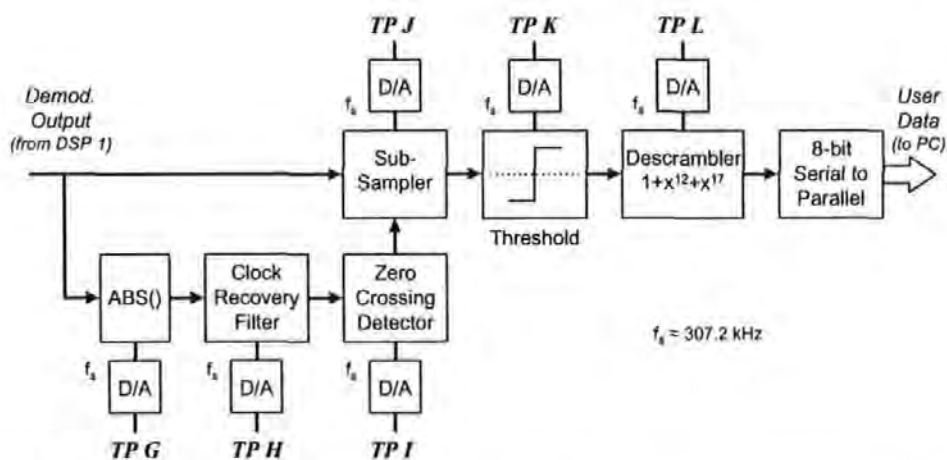 TP J
TP K
TP L
D/A
D/A
D/A
fs
fs
fs
Demod.
Output
(from DSP 1)
User
Data
(to PC)
Sub-
Sampler
Threshold
Descrambler
1+x^12+x^17
8-bit
Serial to
Parallel
ABS()
Clock
Recovery
Filter
Zero
Crossing
Detector
fs = 307.2 kHz
fs
fs
fs
D/A
D/A
D/A
TP G
TP H
TP I